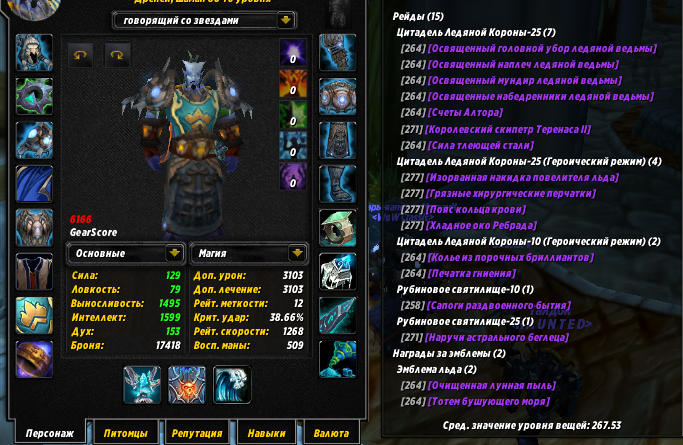 говорящий со звездами
0
0
0
0
0
6166
GearScore
Основные
Магия
Сила: 129
Ловкость: 79
Выносливость: 1495
Интеллект: 1599
Дух: 153
Броня: 17418
Доп. урон: 3103
Доп. лечение: 3103
Рейт. меткости: 12
Крит. удар: 38.66%
Рейт. скорости: 1268
Восп. маны: 509
Персонаж
Питомцы
Репутация
Навыки
Валюта
Рейды (15)
Цитадель Ледяной Короны-25 (7)
[264] [Освященный головной убор ледяной ведьмы]
[264] [Освященный наплеч ледяной ведьмы]
[264] [Освященный мундир ледяной ведьмы]
[264] [Освященные набедренники ледяной ведьмы]
[264] [Счеты Алтора]
[271] [Королевский скипетр Теренаса II]
[264] [Сила тлеющей стали]
Цитадель Ледяной Короны-25 (Героический режим) (4)
[277] [Изорванная накидка повелителя льда]
[277] [Грязные хирургические перчатки]
[277] [Пояс кольца крови]
[277] [Хладное око Ребрада]
Цитадель Ледяной Короны-10 (Героический режим) (2)
[264] [Колье из порочных бриллиантов]
[264] [Печатка гниения]
Рубиновое святилище-10 (1)
[258] [Сапоги раздвоенного бытия]
Рубиновое святилище-25 (1)
[271] [Наручи астрального беглеца]
Награды за эмблемы (2)
Эмблема льда (2)
[264] [Очищенная лунная пыль]
[264] [Тотем бушующего моря]
Сред. значение уровня вещей: 267.53